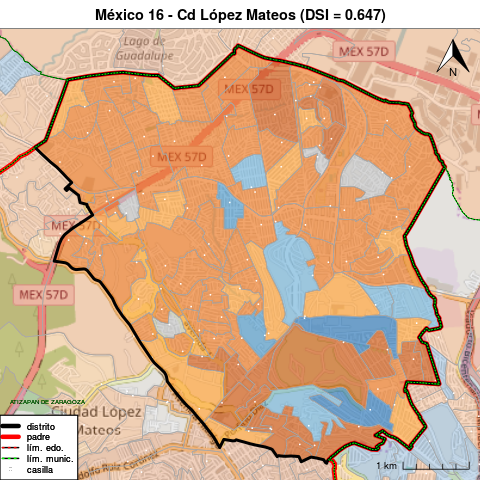 México 16 - Cd López Mateos (DSI = 0.647)
Lago de
Guadalupe
MEX 57D
MEX 57D
MEX 57D
MEX 57D
MEX 57D
N
ATIZAPAN DE ZARAGOZA
Ciudad López
Mateos
Adolfo Ruiz Cortines
distrito
padre
lím. edo.
lím. munic.
casilla
1 km